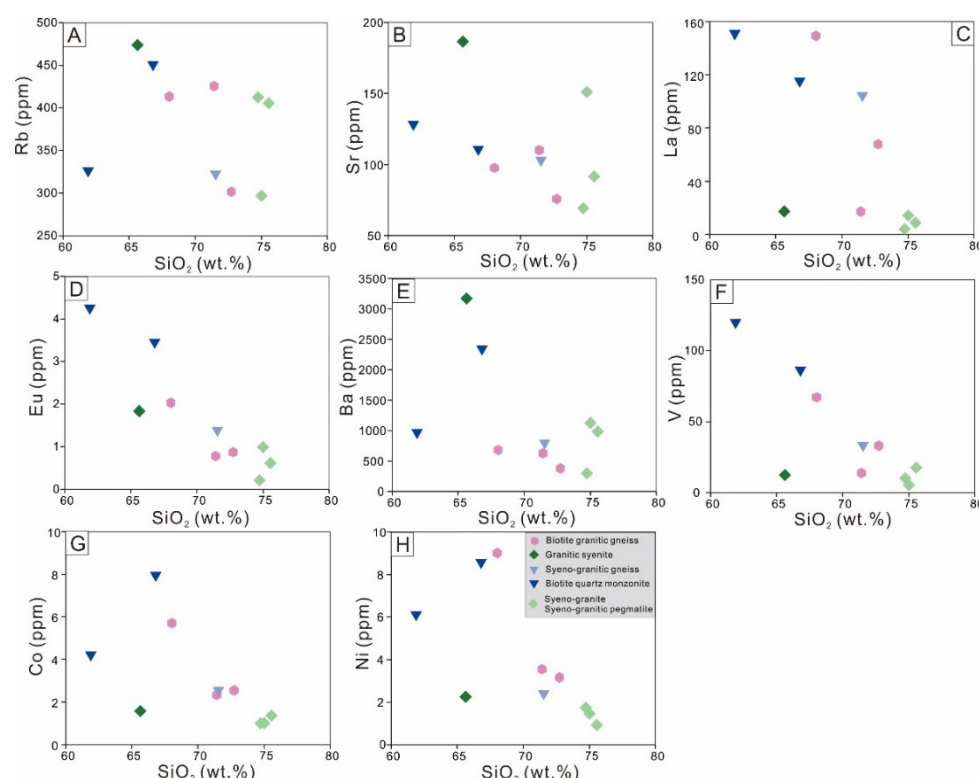 A
500
450
400
350
300
250
Rb (ppm)
60 65 70 75 80
SiO₂ (wt.%)
B
200
150
100
50
Sr (ppm)
60 65 70 75 80
SiO₂ (wt.%)
C
160
120
80
40
0
La (ppm)
60 65 70 75 80
SiO₂ (wt.%)
D
5
4
3
2
1
0
Eu (ppm)
60 65 70 75 80
SiO₂ (wt.%)
E
3500
3000
2500
2000
1500
1000
500
0
Ba (ppm)
60 65 70 75 80
SiO₂ (wt.%)
F
150
100
50
0
V (ppm)
60 65 70 75 80
SiO₂ (wt.%)
G
10
8
6
4
2
0
Co (ppm)
60 65 70 75 80
SiO₂ (wt.%)
H
10
8
6
4
2
0
Ni (ppm)
60 65 70 75 80
SiO₂ (wt.%)
Biotite granitic gneiss
Granitic syenite
Syeno-granitic gneiss
Biotite quartz monzonite
Syeno-granite
Syeno-granitic pegmatite